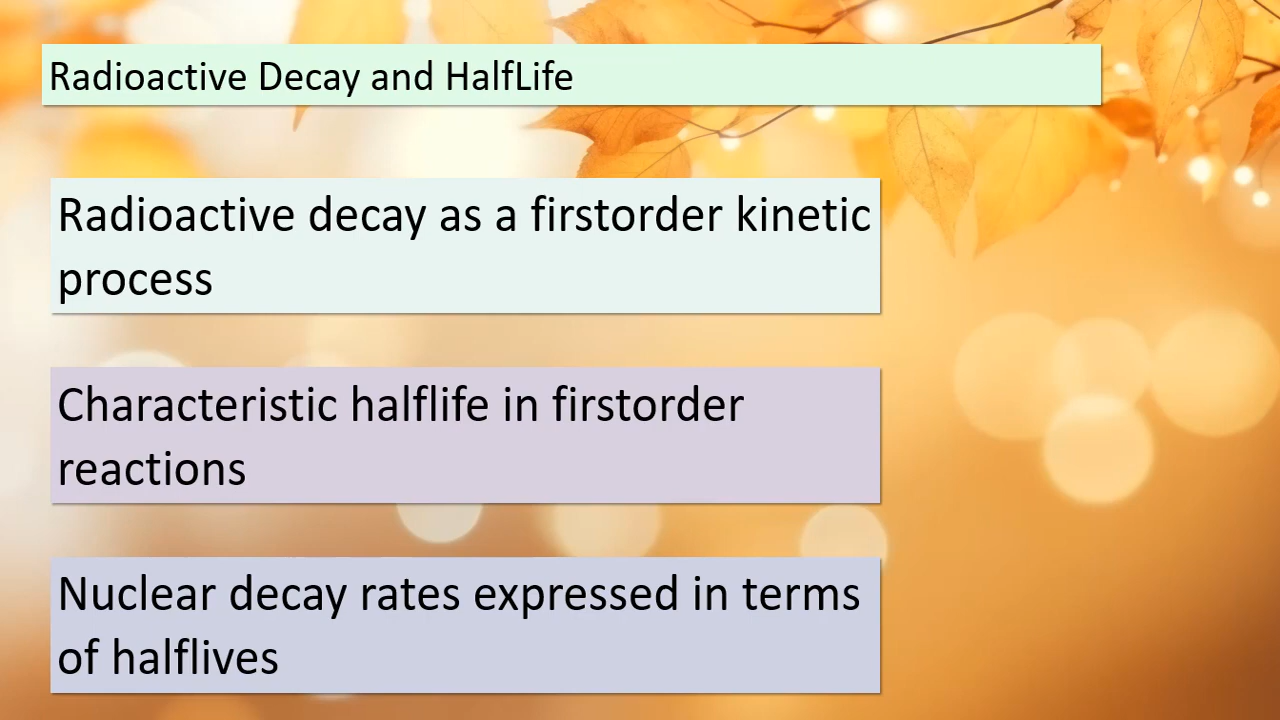 Radioactive Decay and HalfLife
Radioactive decay as a firstorder kinetic
process
Characteristic halflife in firstorder
reactions
Nuclear decay rates expressed in terms
of halflives